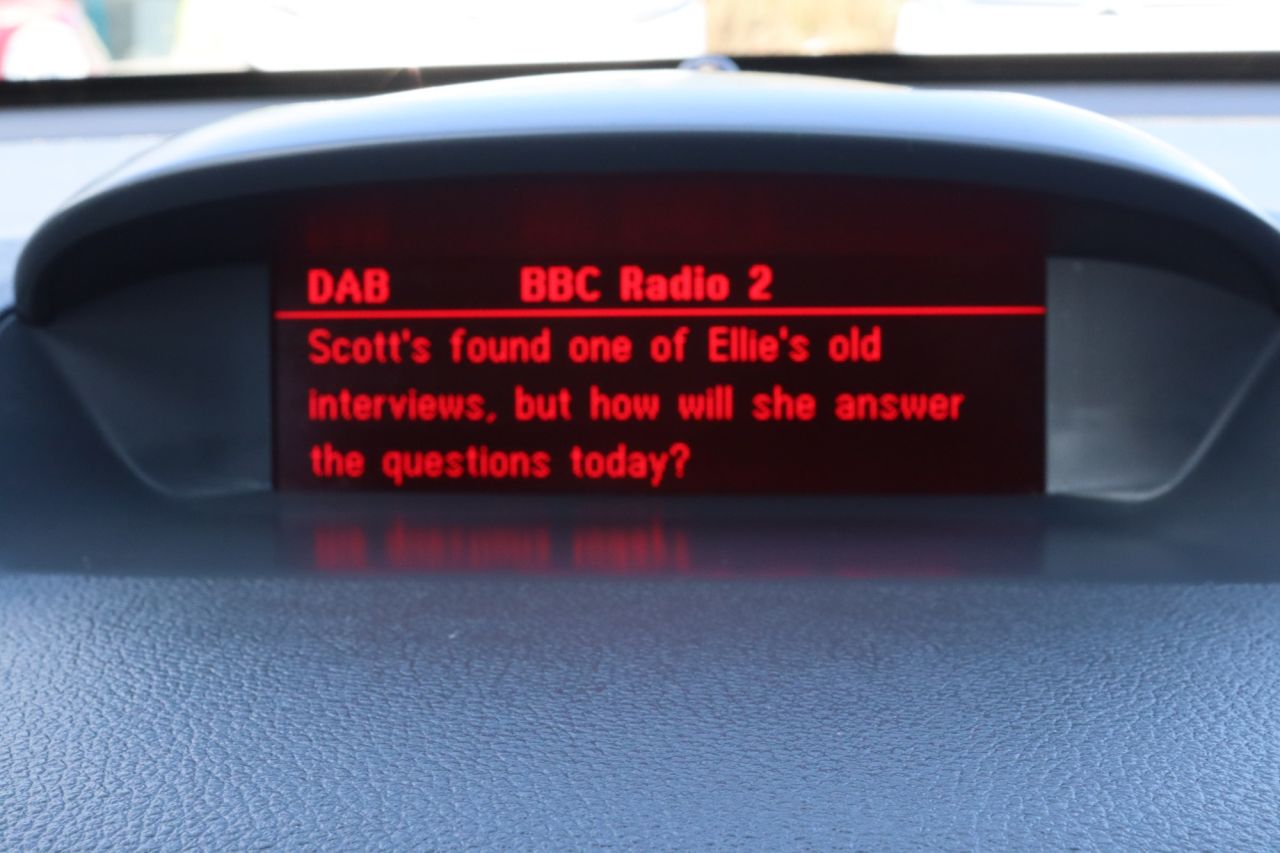 DAB BBC Radio 2
Scott's found one of Ellie's old
interviews, but how will she answer
the questions today?